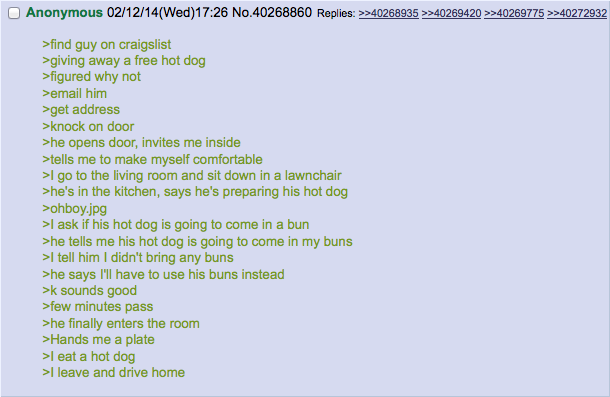 Anonymous 02/12/14(Wed)17:26 No.40268860 Replies: >>40268935 >>40269420 >>40269775 >>40272932
>find guy on craigslist
>giving away a free hot dog
>figured why not
>email him
>get address
>knock on door
>he opens door, invites me inside
>tells me to make myself comfortable
>I go to the living room and sit down in a lawnchair
>he's in the kitchen, says he's preparing his hot dog
>ohboy.jpg
>I ask if his hot dog is going to come in a bun
>he tells me his hot dog is going to come in my buns
>I tell him I didn't bring any buns
>he says I'll have to use his buns instead
>k sounds good
>few minutes pass
>he finally enters the room
>Hands me a plate
>I eat a hot dog
>I leave and drive home